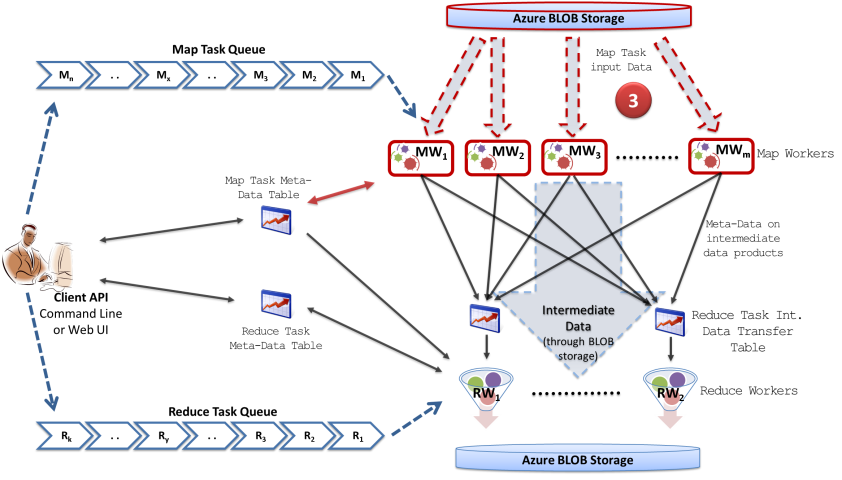 Azure BLOB Storage
Map Task Queue
Map Task
input Data
Mn
. .
Mx
. .
M3
M2
M1
3
MW1
MW2
MW3
MWm
Map Workers
Map Task Meta-
Data Table
Meta-Data on
intermediate
data products
Client API
Command Line
or Web UI
Reduce Task
Meta-Data Table
Intermediate
Data
(through BLOB
storage)
Reduce Task Int.
Data Transfer
Table
RW1
RW2
Reduce Workers
Reduce Task Queue
Rk
. .
Ry
. .
R3
R2
R1
Azure BLOB Storage